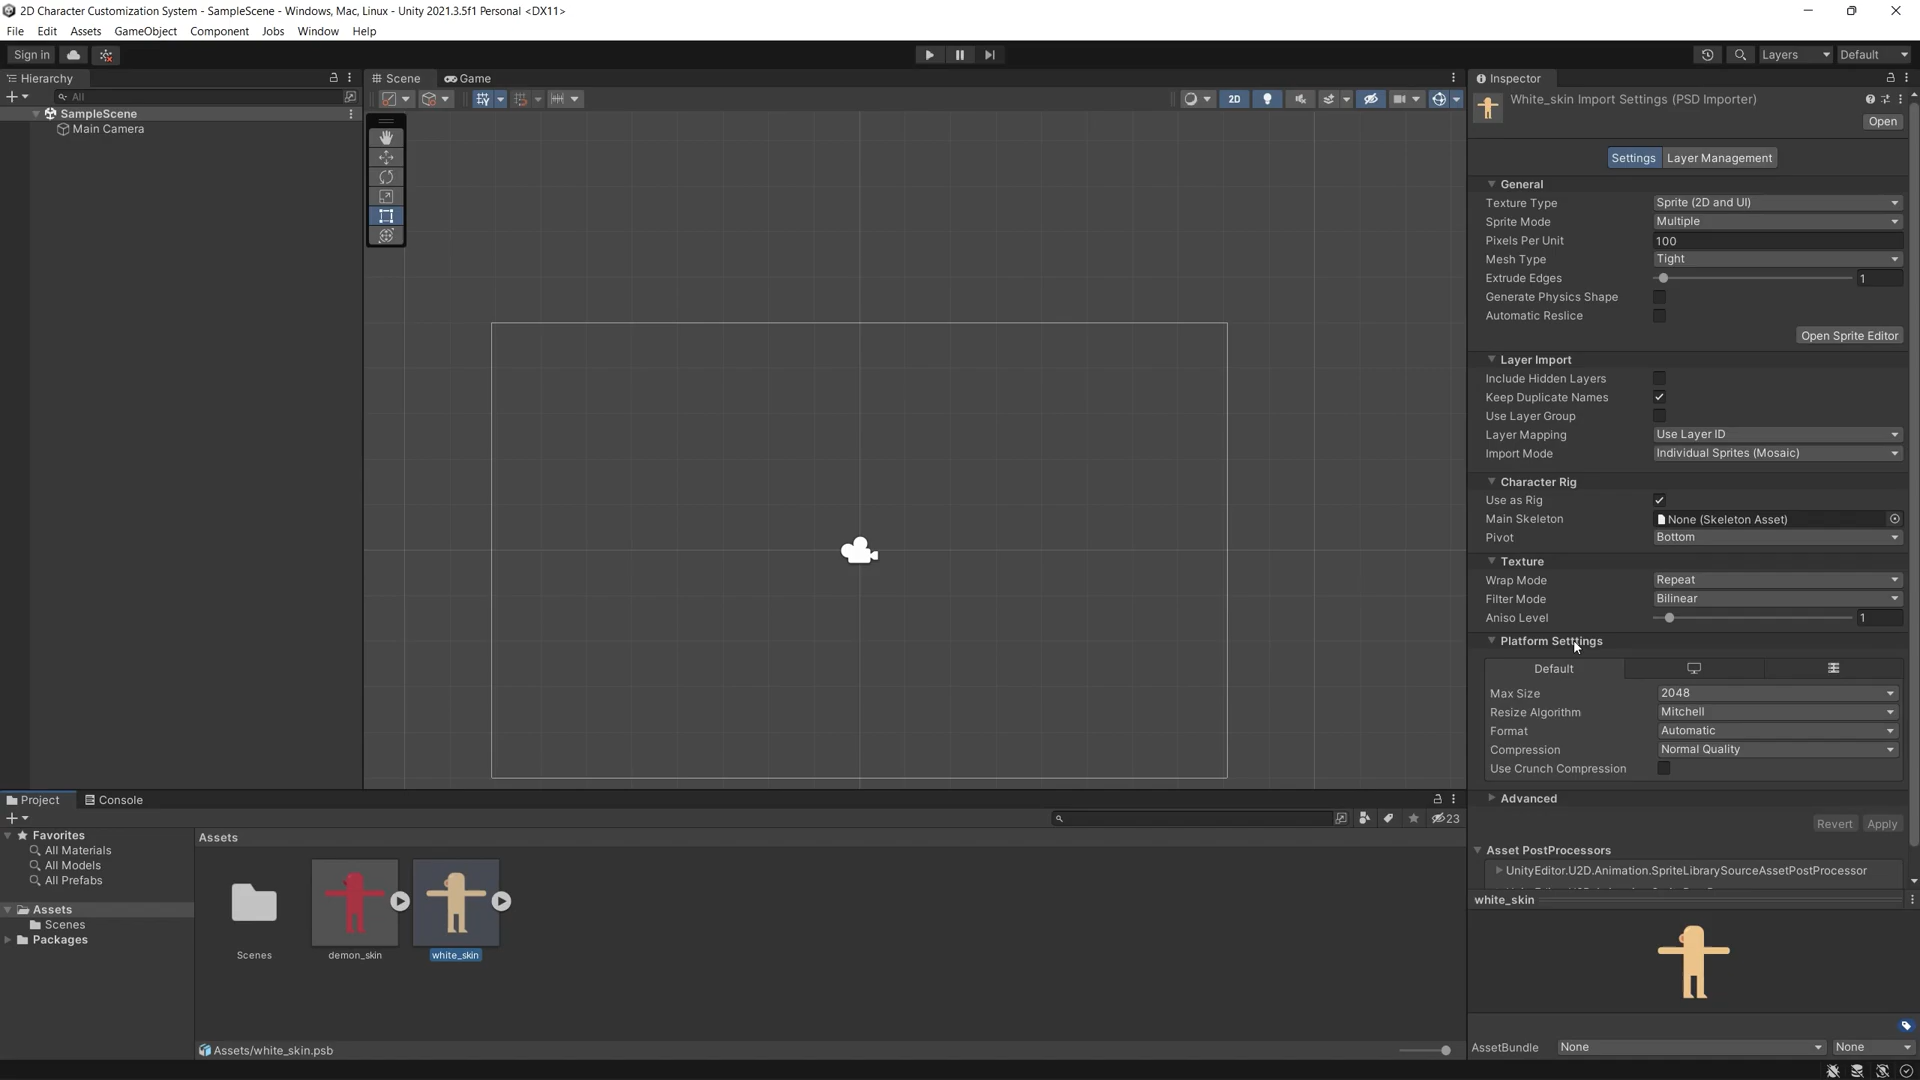 2D Character Customization System - SampleScene - Windows, Mac, Linux - Unity 2021.3.5f1 Personal <DX11>
File Edit Assets GameObject Component Jobs Window Help
Sign in
Layers
Default
Hierarchy
All
SampleScene
Main Camera
Scene
Game
2D
Inspector
White_skin Import Settings (PSD Importer)
Open
Settings
Layer Management
General
Texture Type Sprite (2D and UI)
Sprite Mode Multiple
Pixels Per Unit 100
Mesh Type Tight
Extrude Edges 1
Generate Physics Shape
Automatic Reslice
Open Sprite Editor
Layer Import
Include Hidden Layers
Keep Duplicate Names
Use Layer Group
Layer Mapping Use Layer ID
Import Mode Individual Sprites (Mosaic)
Character Rig
Use as Rig
Main Skeleton None (Skeleton Asset)
Pivot Bottom
Texture
Wrap Mode Repeat
Filter Mode Bilinear
Aniso Level 1
Platform Settings
Default
Max Size 2048
Resize Algorithm Mitchell
Format Automatic
Compression Normal Quality
Use Crunch Compression
Advanced
Revert Apply
Asset PostProcessors
UnityEditor.U2D.Animation.SpriteLibrarySourceAssetPostProcessor
white_skin
AssetBundle None None
Project
Console
23
Favorites
All Materials
All Models
All Prefabs
Assets
Scenes
Packages
Assets
Scenes
demon_skin
white_skin
Assets/white_skin.psb